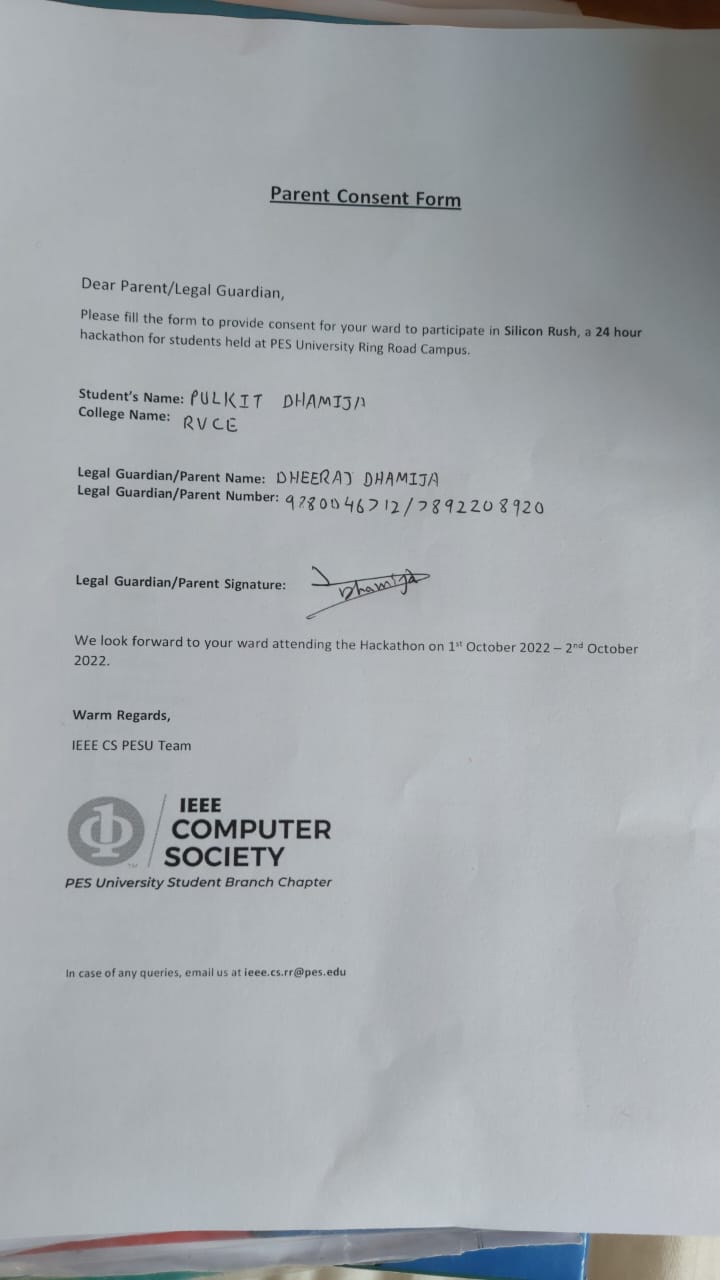 Parent Consent Form
Dear Parent/Legal Guardian,
Please fill the form to provide consent for your ward to participate in Silicon Rush, a 24 hour
hackathon for students held at PES University Ring Road Campus.
Student's Name: PULKIT DHAMIJA
College Name: RVCE
Legal Guardian/Parent Name: DHEERAJ DHAMIJA
Legal Guardian/Parent Number: 9780046712/7892208920
Legal Guardian/Parent Signature: Dhamija
We look forward to your ward attending the Hackathon on 1st October 2022 – 2nd October
2022.
Warm Regards,
IEEE CS PESU Team
IEEE
COMPUTER
SOCIETY
TM
PES University Student Branch Chapter
In case of any queries, email us at ieee.cs.rr@pes.edu